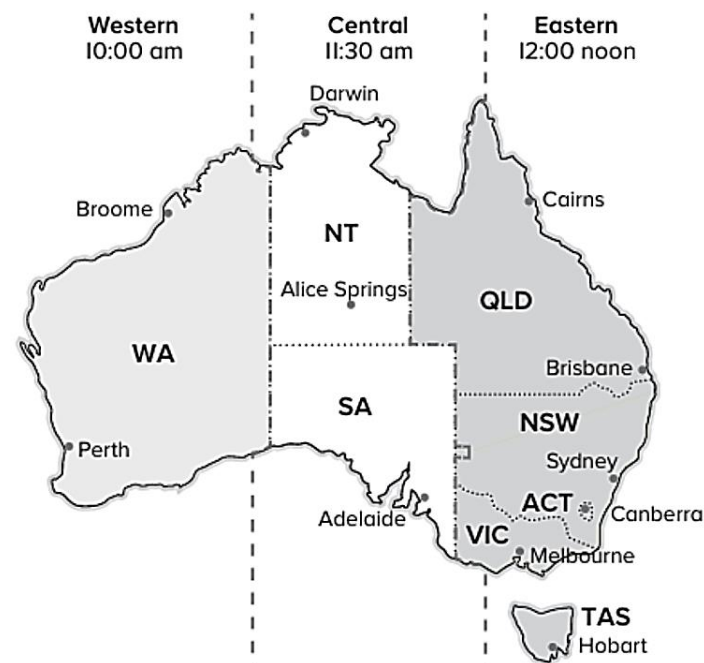 Western
10:00 am
Central
11:30 am
Eastern
12:00 noon
Darwin
Broome
Cairns
NT
Alice Springs
QLD
WA
Brisbane
SA
NSW
Perth
Sydney
ACT
Canberra
Adelaide
VIC
Melbourne
TAS
Hobart